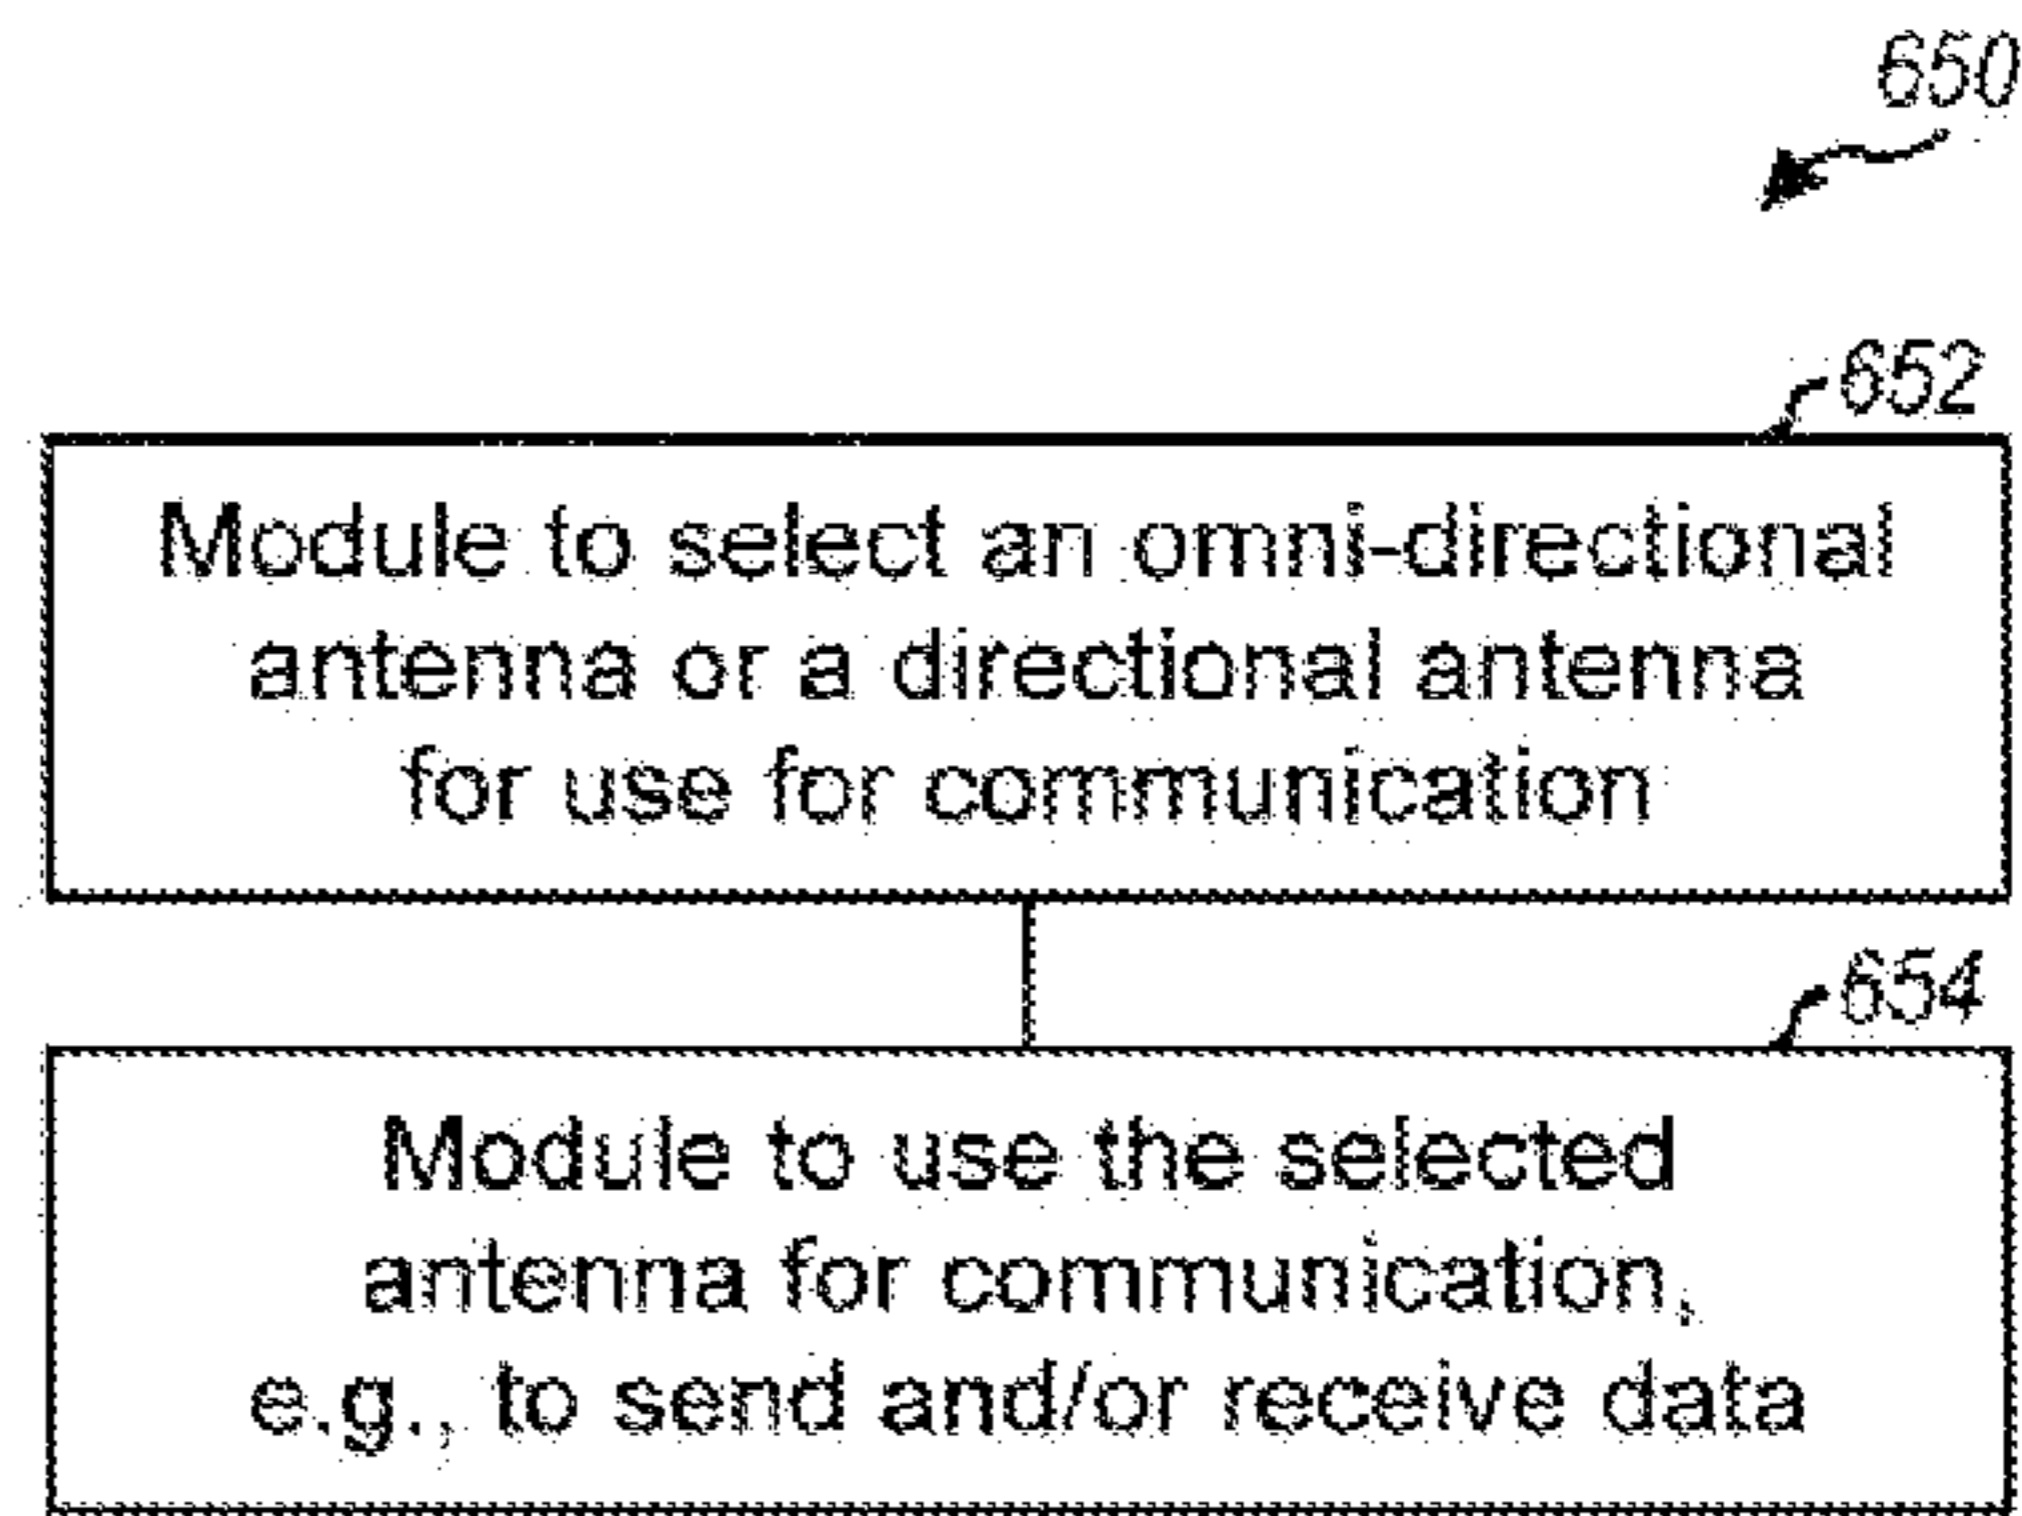 650
652
Module to select an omni-directional
antenna or a directional antenna
for use for communication
654
Module to use the selected
antenna for communication,
e.g., to send and/or receive data